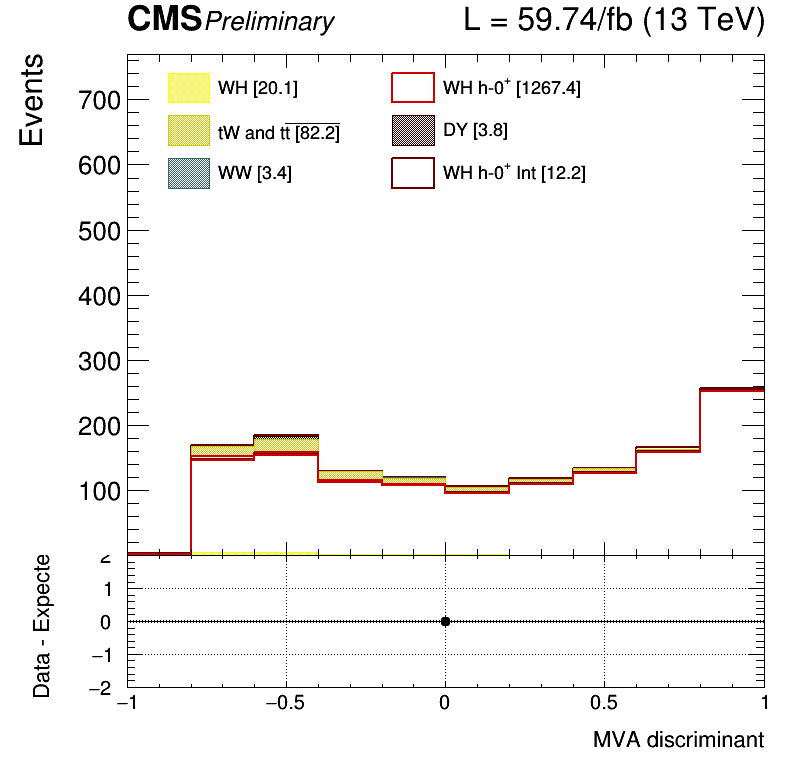 CMS Preliminary L = 59.74/fb (13 TeV)
Events
700
600
500
400
300
200
100
WH [20.1]
tW and tt̅ [82.2]
WW [3.4]
WH h-0⁺ [1267.4]
DY [3.8]
WH h-0⁺ Int [12.2]
Data - Expecte
2
1
0
−1
−2
−1 −0.5 0 0.5 1
MVA discriminant